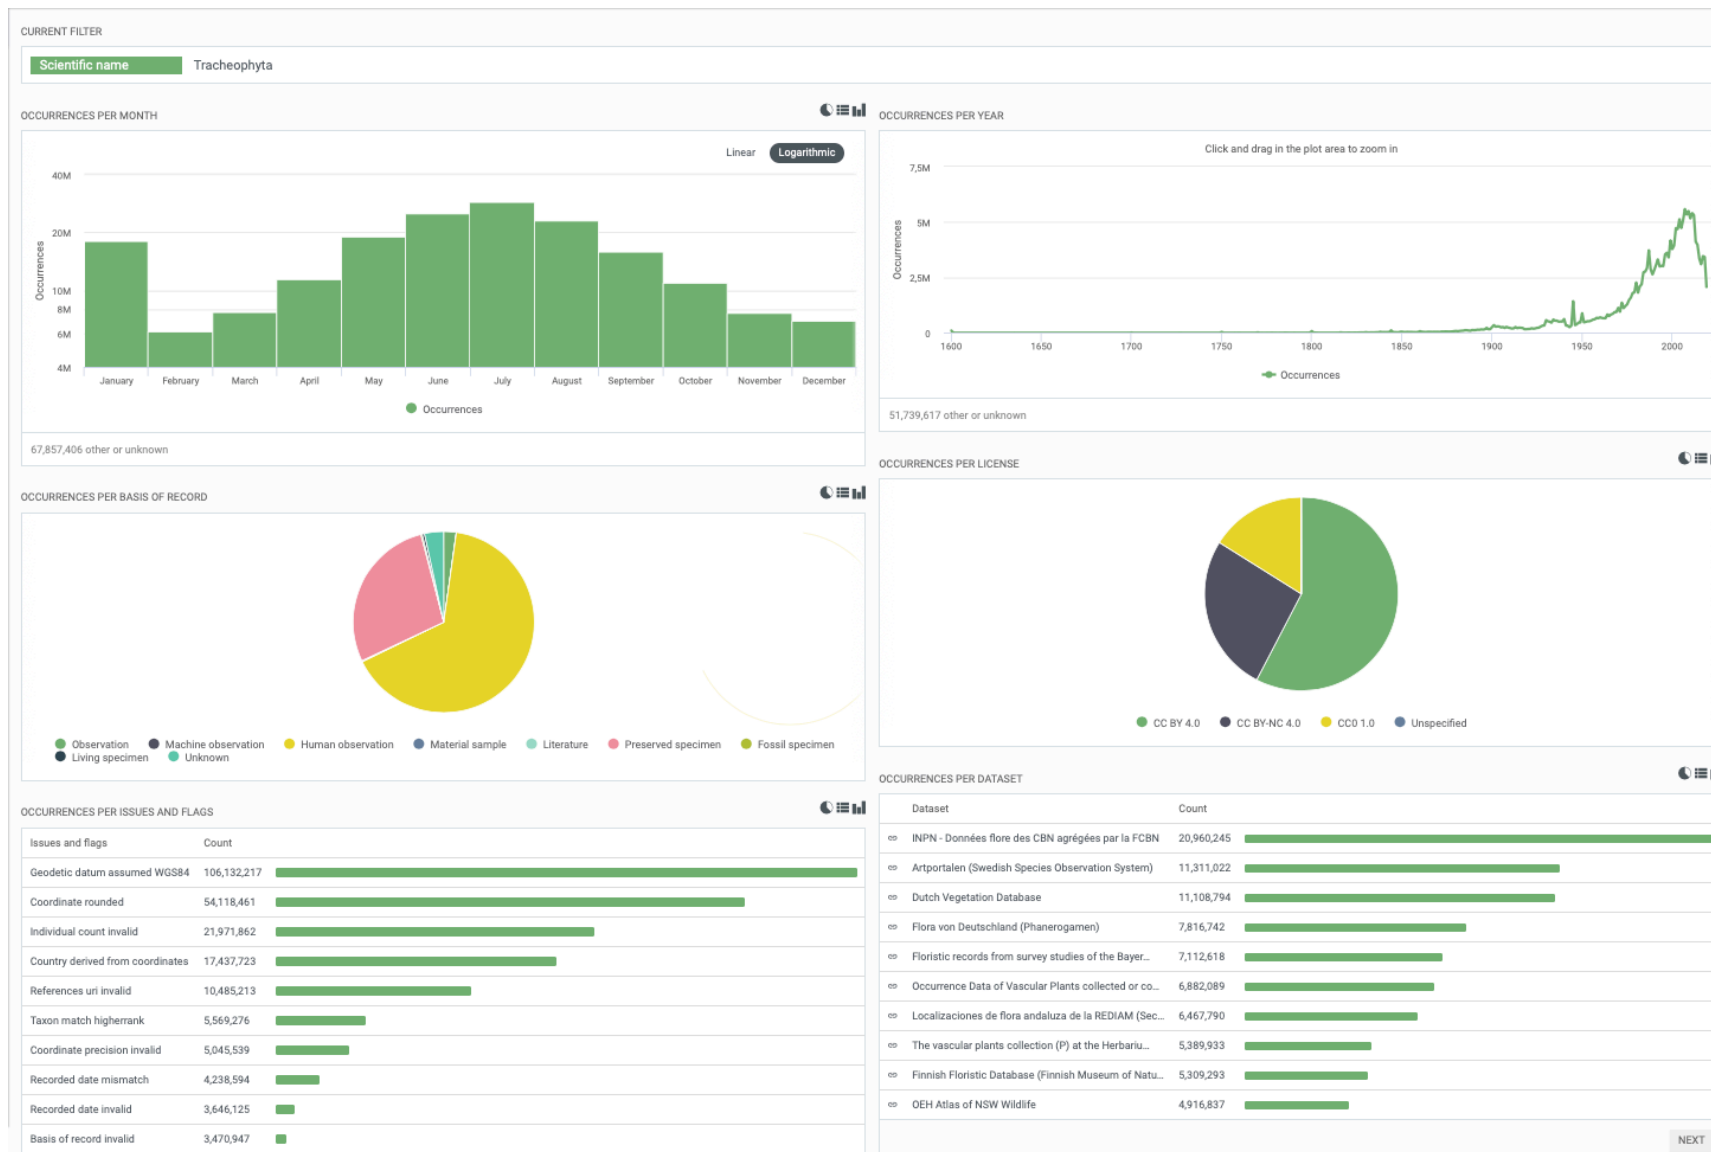 CURRENT FILTER
Scientific name Tracheophyta
OCCURRENCES PER MONTH
Linear Logarithmic
40M
20M
10M
8M
6M
4M
Occurrences
January February March April May June July August September October November December
Occurrences
67,857,406 other or unknown
OCCURRENCES PER YEAR
Click and drag in the plot area to zoom in
7,5M
5M
2,5M
0
Occurrences
1600 1650 1700 1750 1800 1850 1900 1950 2000
Occurrences
51,739,617 other or unknown
OCCURRENCES PER BASIS OF RECORD
Observation Machine observation Human observation Material sample Literature Preserved specimen Fossil specimen
Living specimen Unknown
OCCURRENCES PER LICENSE
CC BY 4.0 CC BY-NC 4.0 CC0 1.0 Unspecified
OCCURRENCES PER ISSUES AND FLAGS
Issues and flags Count
Geodetic datum assumed WGS84 106,132,217
Coordinate rounded 54,118,461
Individual count invalid 21,971,862
Country derived from coordinates 17,437,723
References uri invalid 10,485,213
Taxon match higherrank 5,569,276
Coordinate precision invalid 5,045,539
Recorded date mismatch 4,238,594
Recorded date invalid 3,646,125
Basis of record invalid 3,470,947
OCCURRENCES PER DATASET
Dataset Count
INPN - Données flore des CBN agrégées par la FCBN 20,960,245
Artportalen (Swedish Species Observation System) 11,311,022
Dutch Vegetation Database 11,108,794
Flora von Deutschland (Phanerogamen) 7,816,742
Floristic records from survey studies of the Bayer... 7,112,618
Occurrence Data of Vascular Plants collected or co... 6,882,089
Localizaciones de flora andaluza de la REDIAM (Sec... 6,467,790
The vascular plants collection (P) at the Herbariu... 5,389,933
Finnish Floristic Database (Finnish Museum of Natu... 5,309,293
OEH Atlas of NSW Wildlife 4,916,837
NEXT